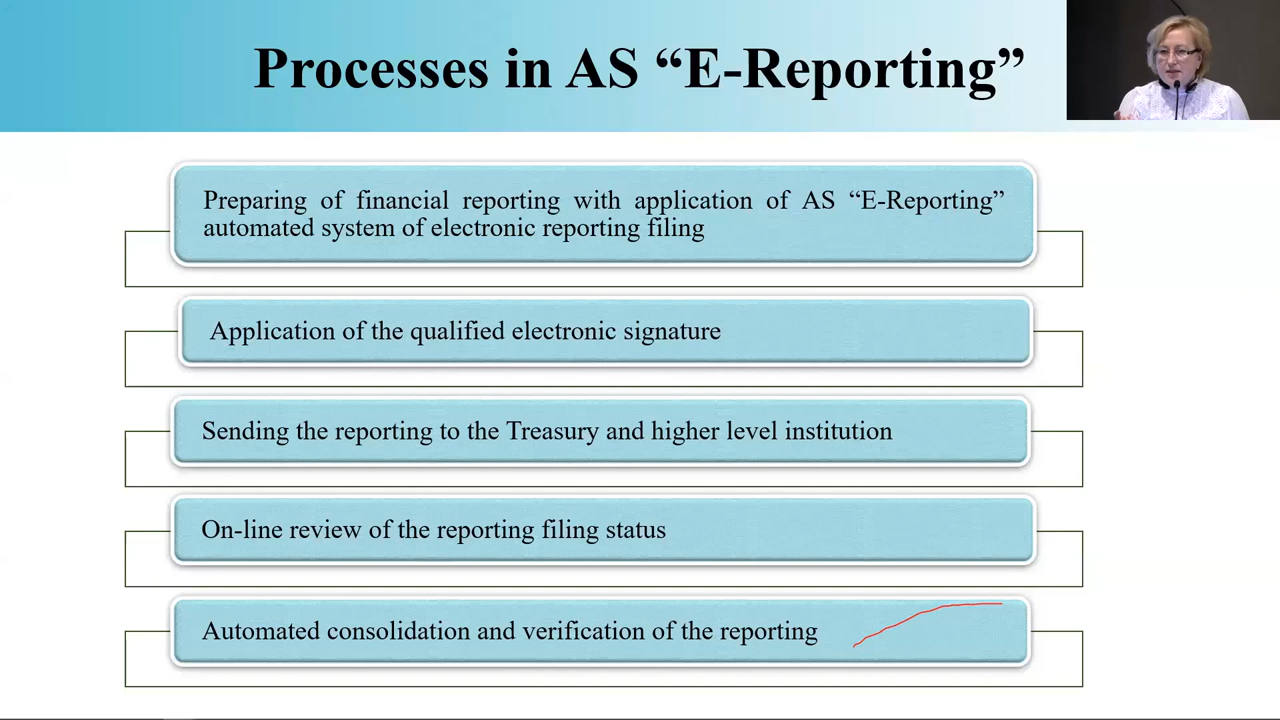 Processes in AS “E-Reporting”
Preparing of financial reporting with application of AS “E-Reporting”
automated system of electronic reporting filing
Application of the qualified electronic signature
Sending the reporting to the Treasury and higher level institution
On-line review of the reporting filing status
Automated consolidation and verification of the reporting